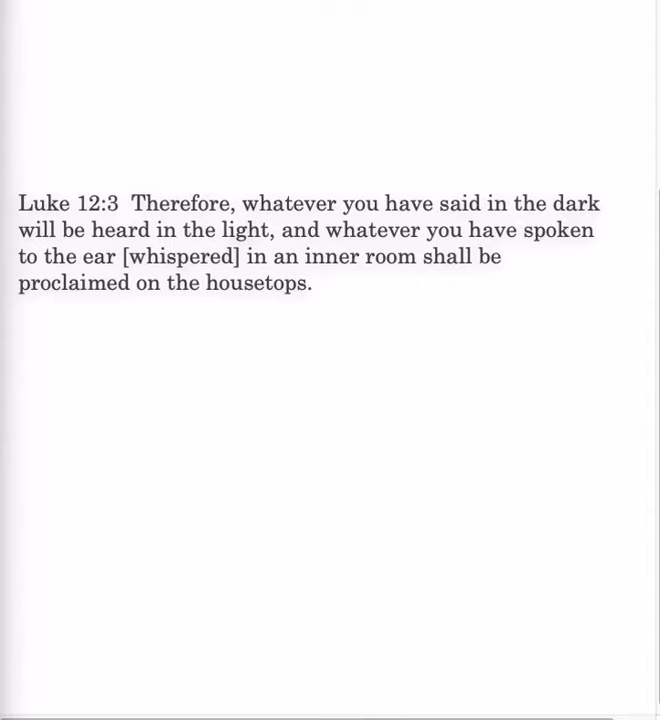 Luke 12:3  Therefore, whatever you have said in the dark
will be heard in the light, and whatever you have spoken
to the ear [whispered] in an inner room shall be
proclaimed on the housetops.